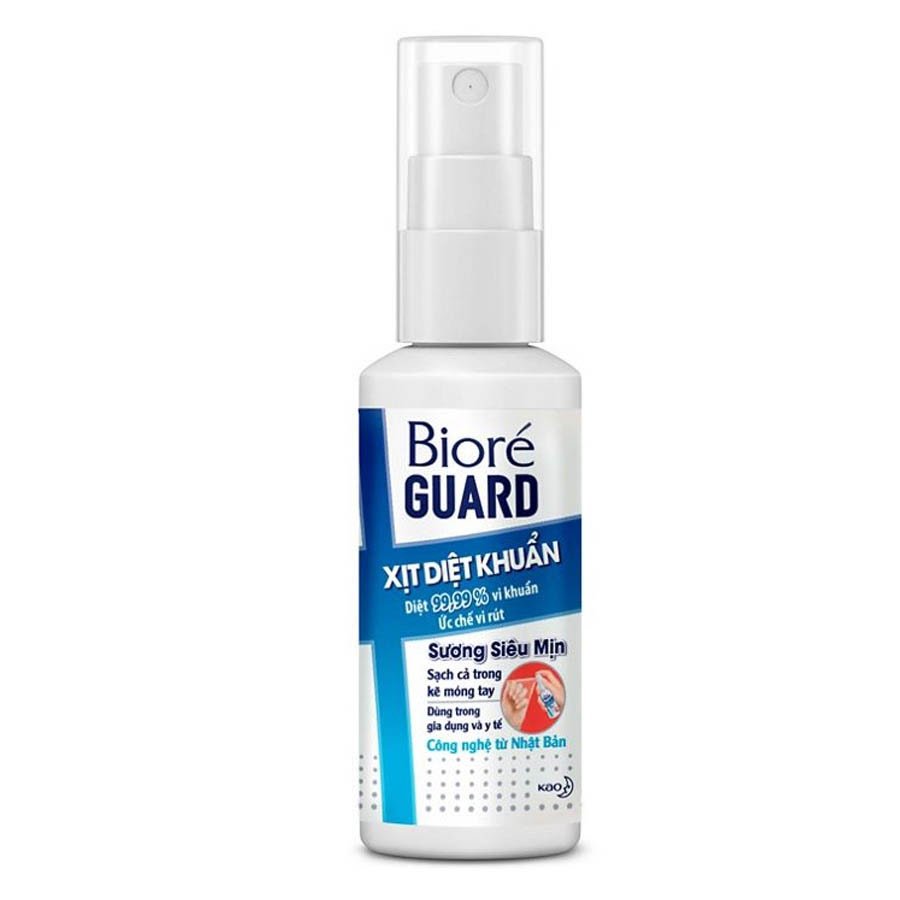 Bioré
GUARD
XỊT DIỆT KHUẨN
Diệt 99,99% vi khuẩn
Ức chế vi rút
Sương Siêu Mịn
Sạch cả trong
kẽ móng tay
Dùng trong
gia dụng và y tế
Công nghệ từ Nhật Bản
Kao